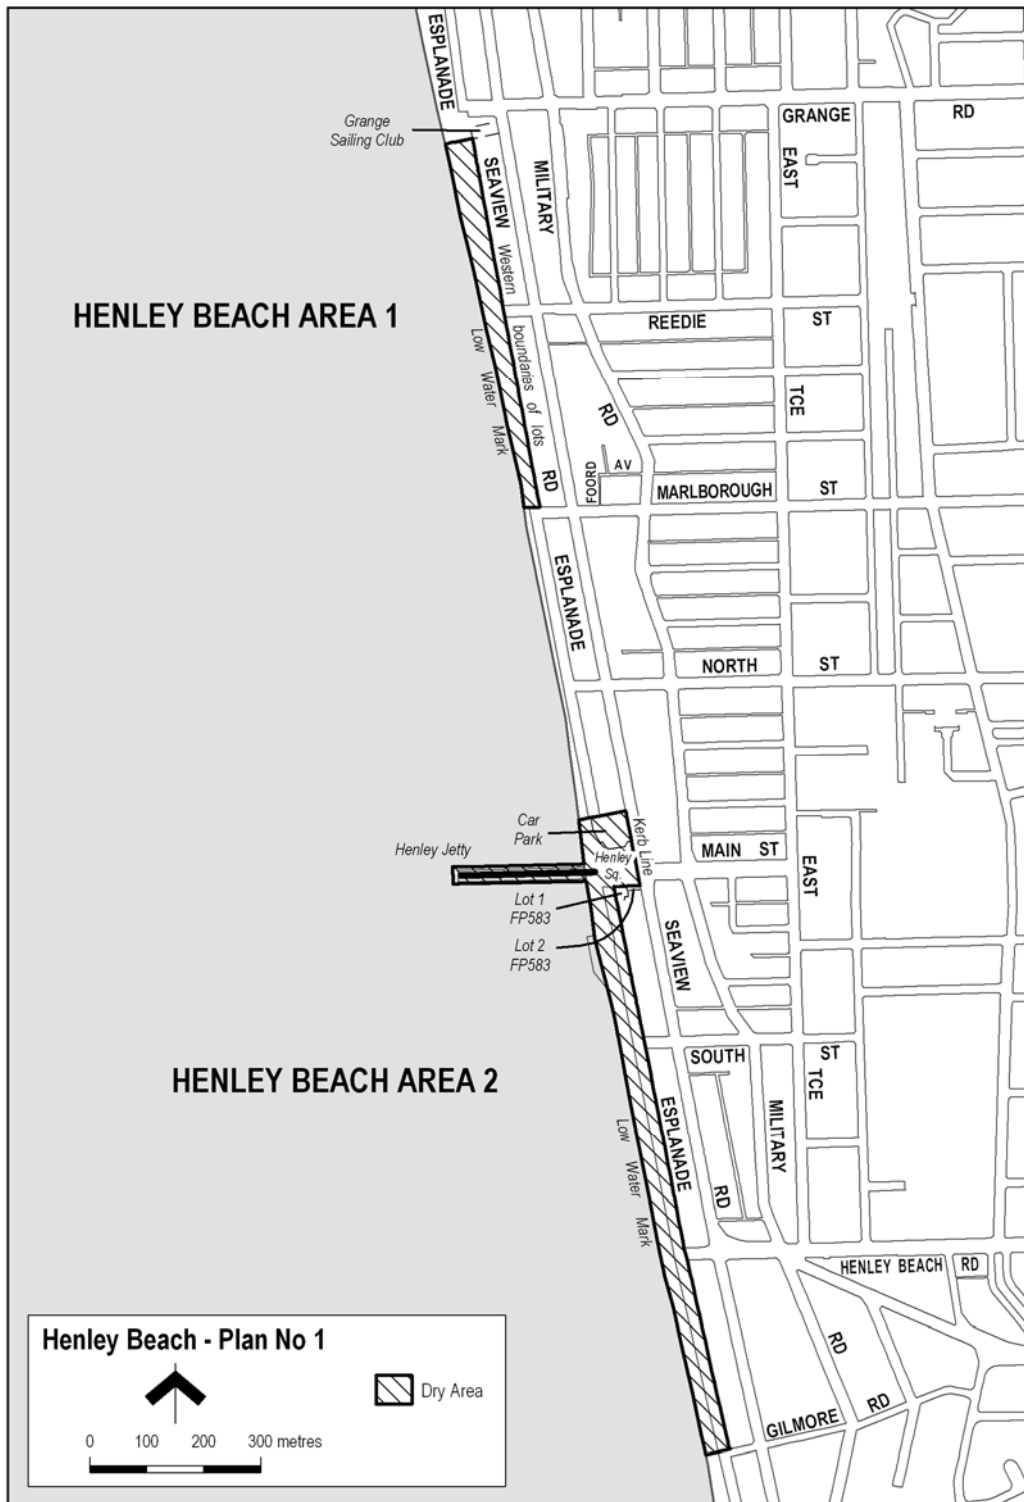 ESPLANADE
Grange
Sailing Club
GRANGE
RD
EAST
SEAVIEW
MILITARY
Western
HENLEY BEACH AREA 1
REEDIE
ST
Low Water Mark
boundaries of lots
RD
TCE
RD
FOORD
AV
MARLBOROUGH
ST
ESPLANADE
NORTH
ST
Car
Park
Kerb Line
Henley Jetty
Henley
Sq.
MAIN ST
EAST
Lot 1
FP583
Lot 2
FP583
SEAVIEW
HENLEY BEACH AREA 2
SOUTH
ST
TCE
ESPLANADE
MILITARY
Low Water Mark
RD
HENLEY BEACH
RD
RD
GILMORE
RD
Henley Beach - Plan No 1
Dry Area
0 100 200 300 metres